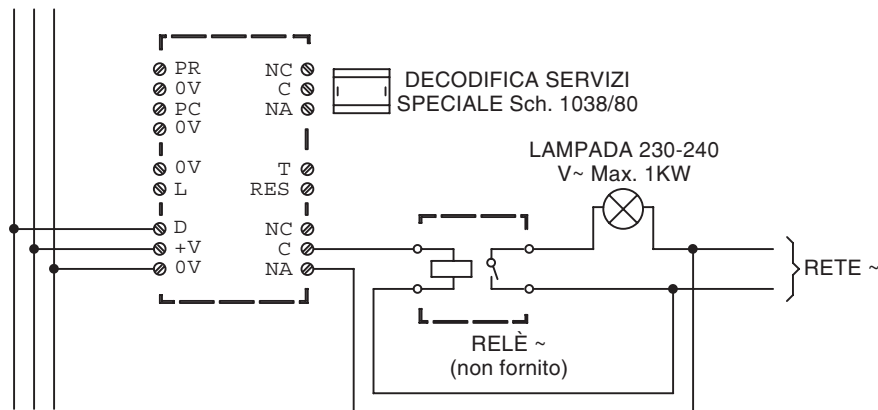 PR NC
0V C
PC NA
0V
0V T
L RES
D NC
+V C
0V NA
DECODIFICA SERVIZI
SPECIALE Sch. 1038/80
LAMPADA 230-240
V~ Max. 1KW
RETE ~
RELÈ ~
(non fornito)